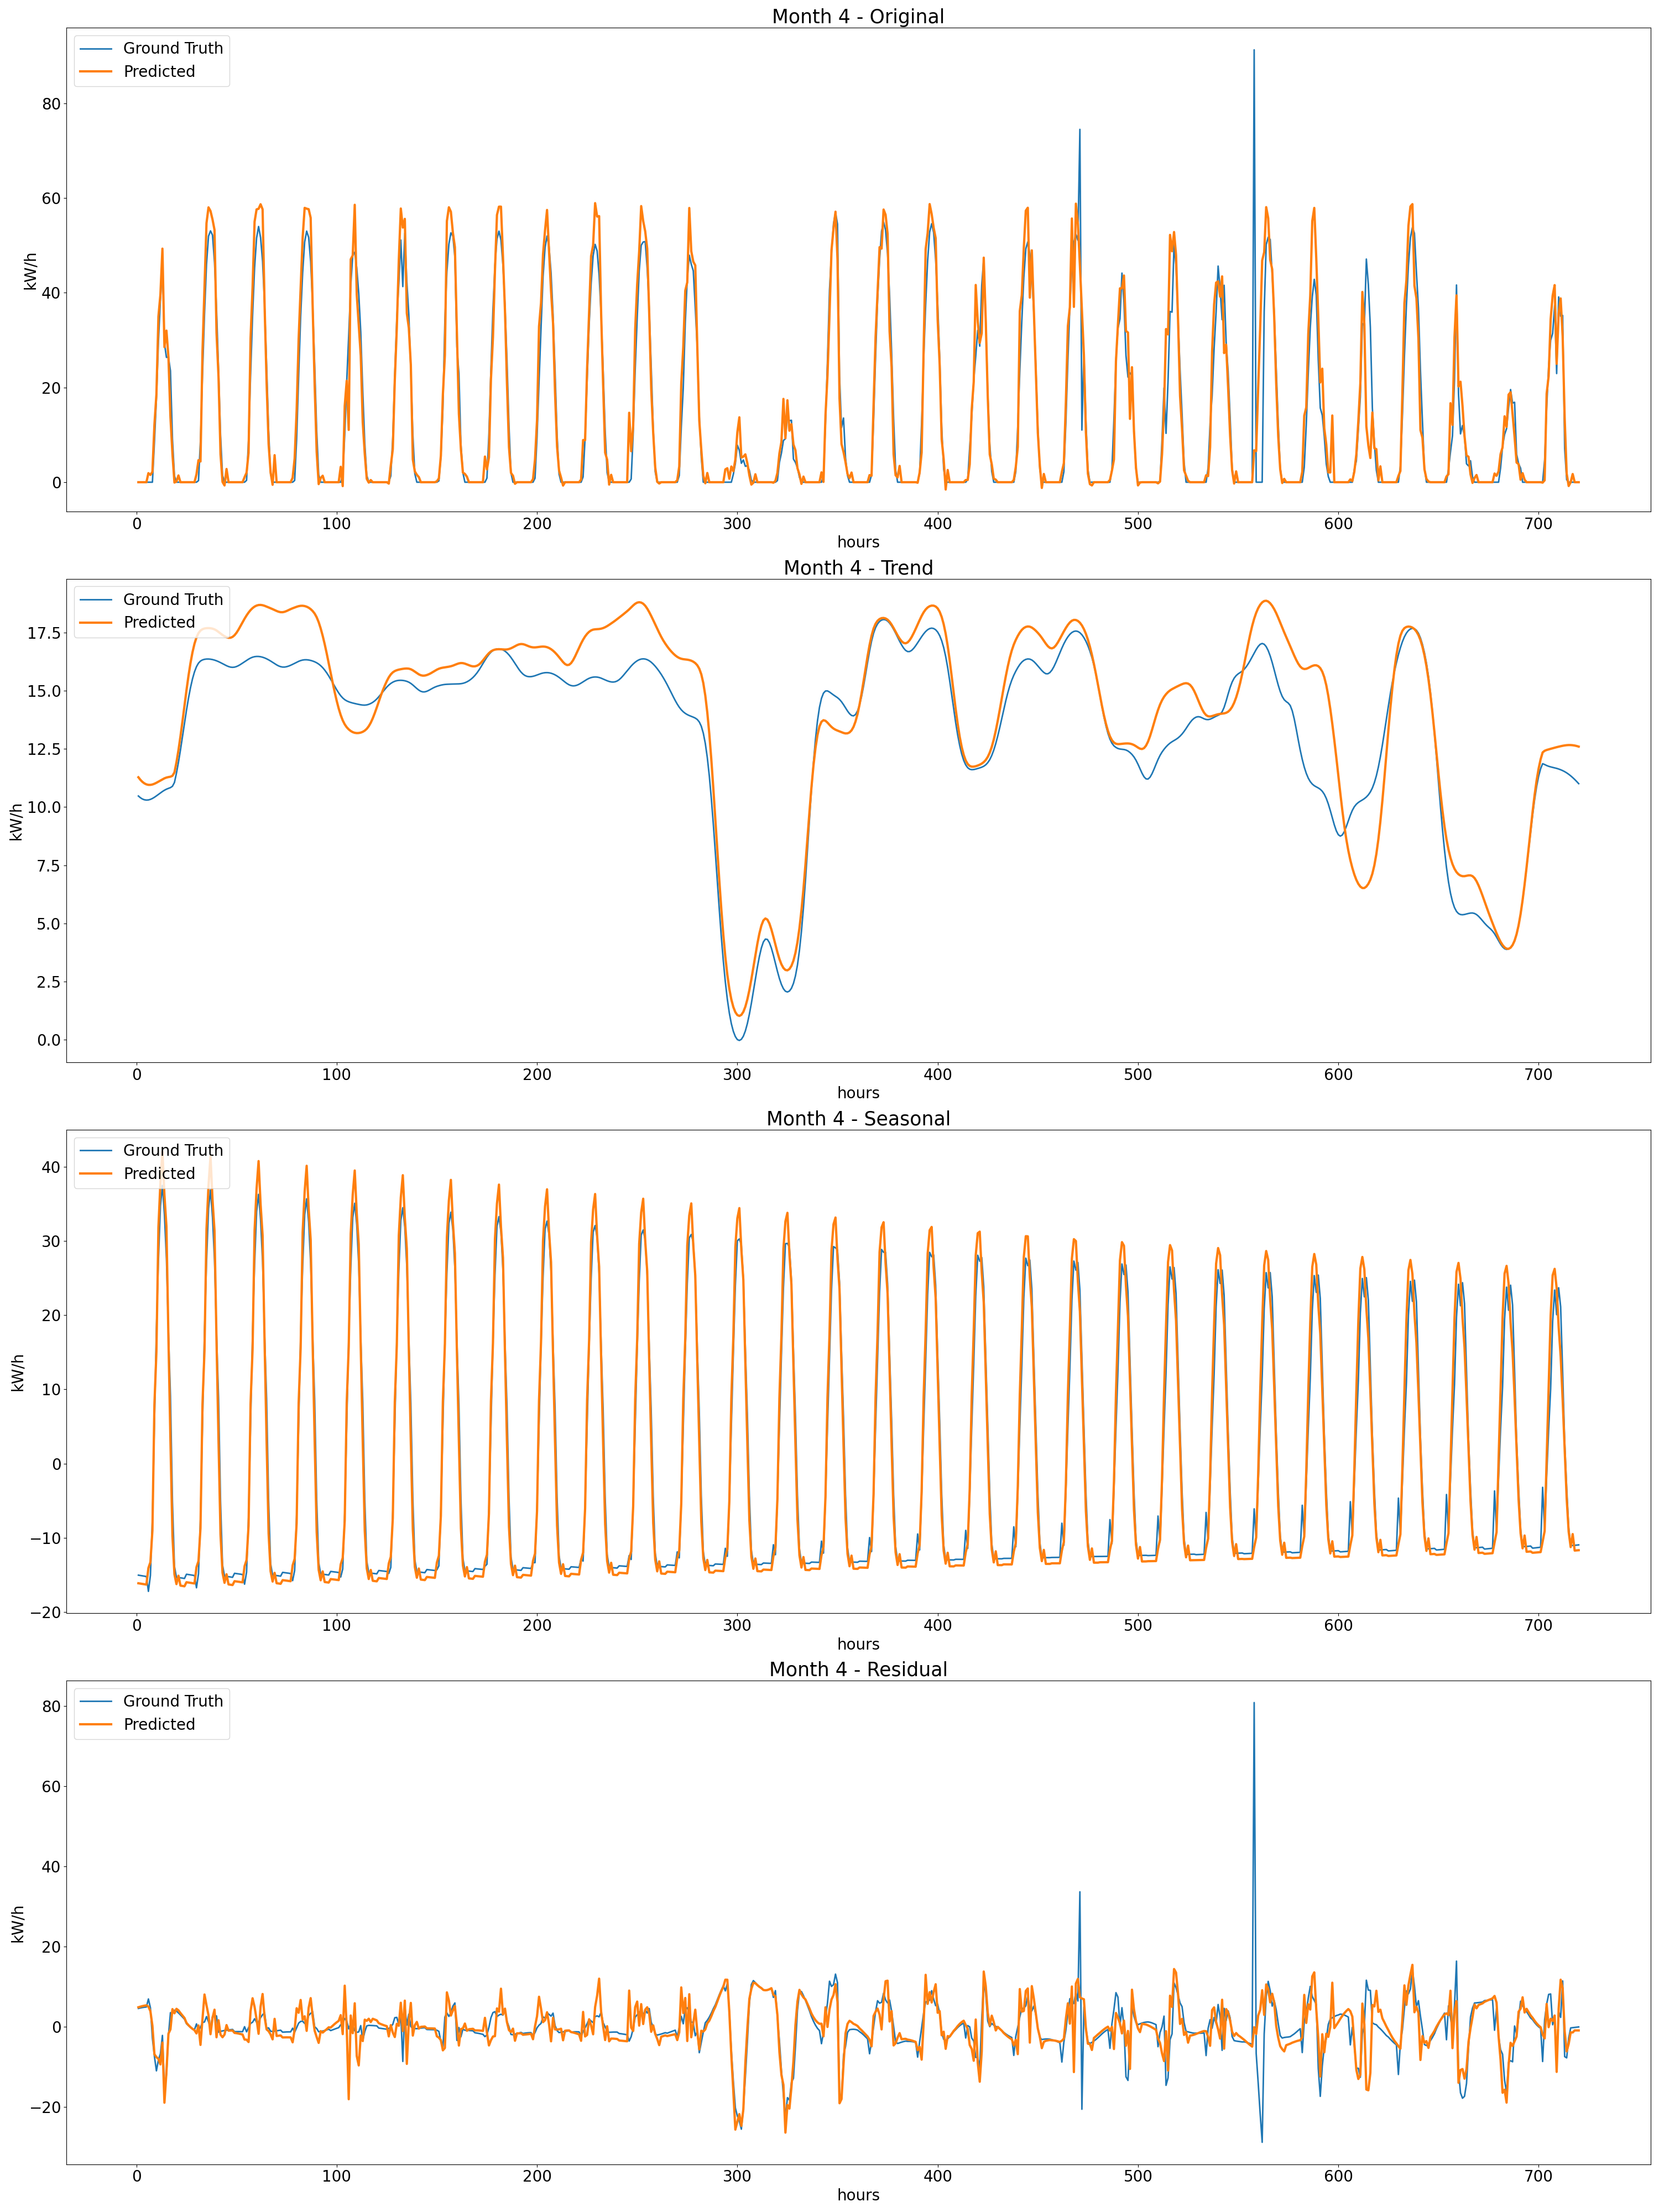 Month 4 - Original
Ground Truth
Predicted
kW/h
80
60
40
20
0
0 100 200 300 400 500 600 700
hours
Month 4 - Trend
Ground Truth
Predicted
kW/h
17.5
15.0
12.5
10.0
7.5
5.0
2.5
0.0
0 100 200 300 400 500 600 700
hours
Month 4 - Seasonal
Ground Truth
Predicted
kW/h
40
30
20
10
0
−10
−20
0 100 200 300 400 500 600 700
hours
Month 4 - Residual
Ground Truth
Predicted
kW/h
80
60
40
20
0
−20
0 100 200 300 400 500 600 700
hours